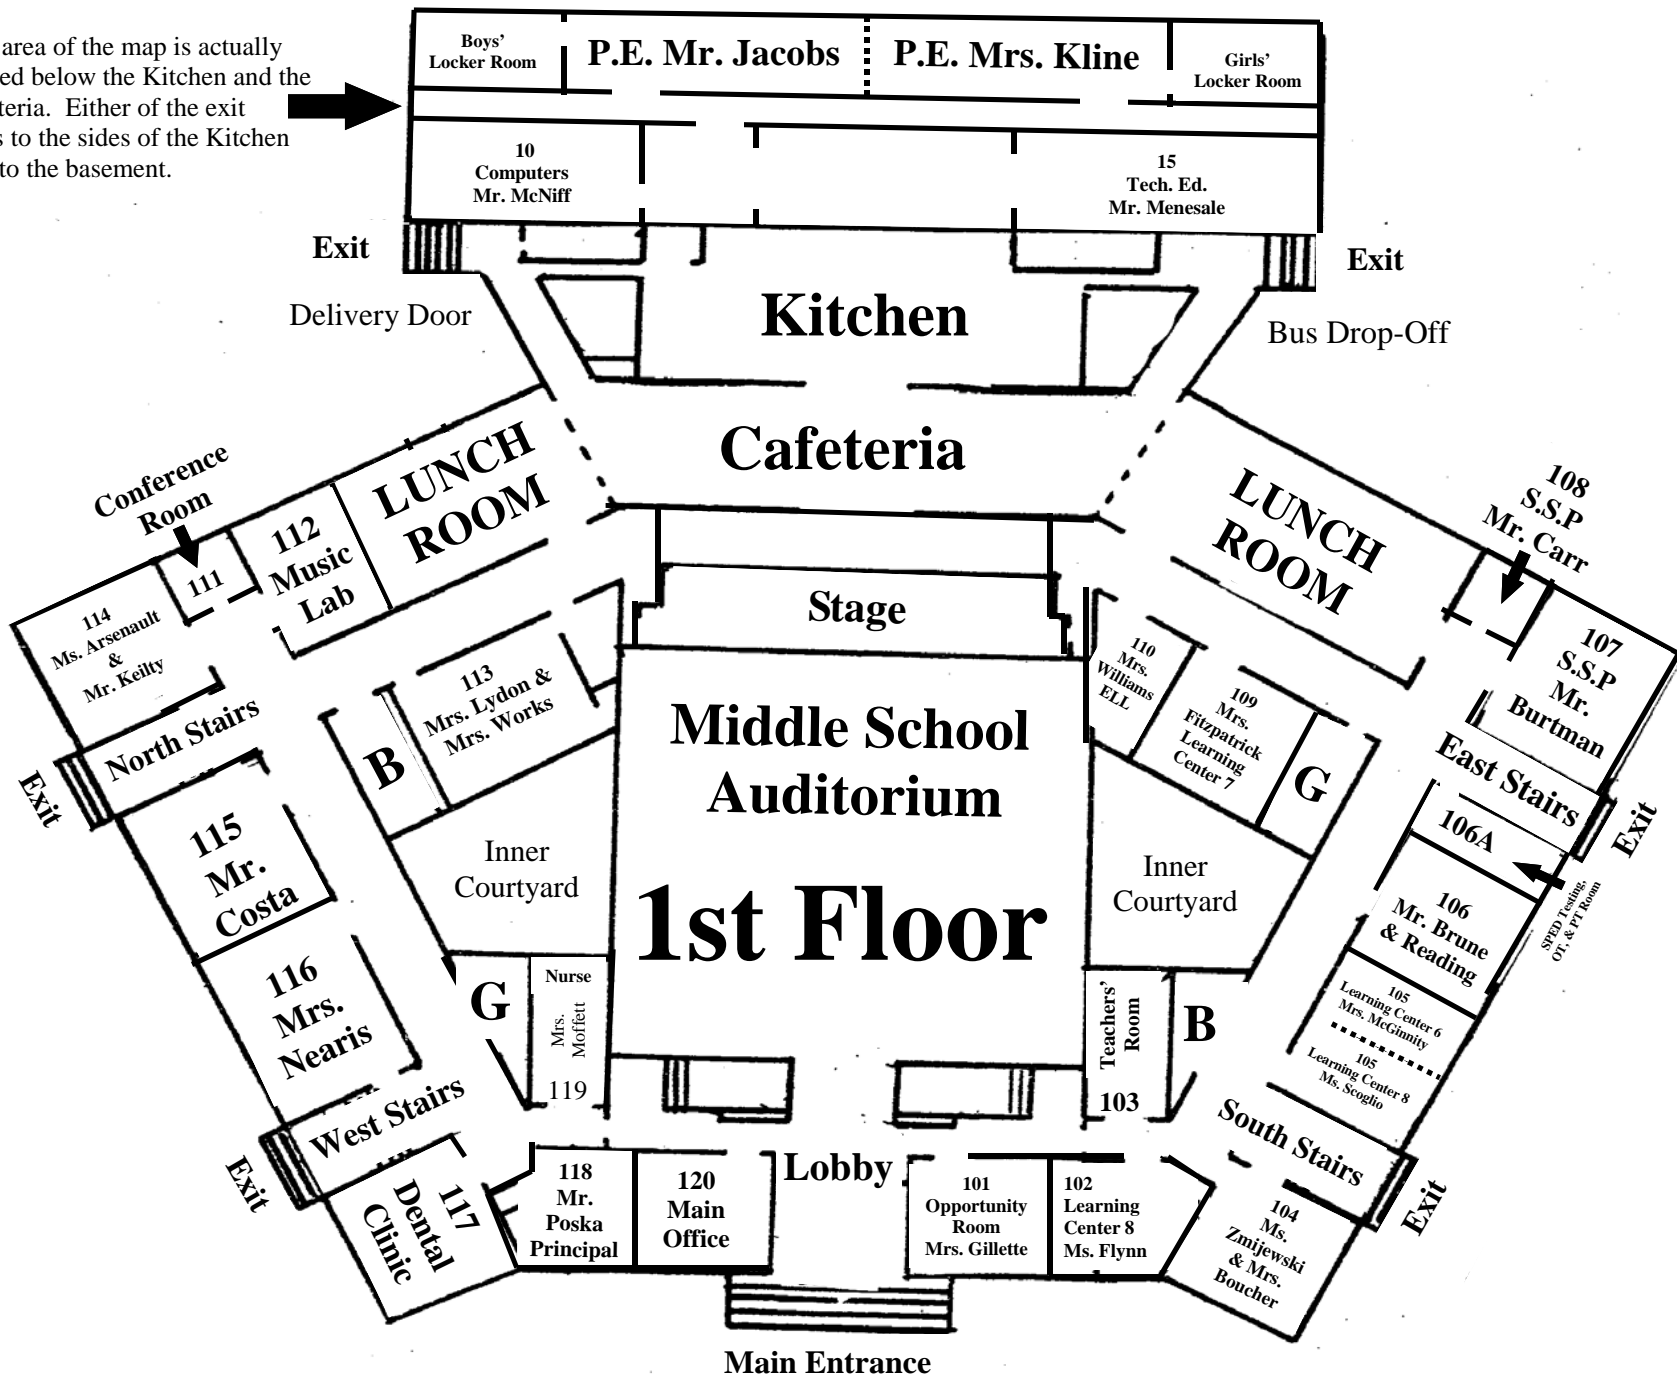 area of the map is actually
ed below the Kitchen and the
teria. Either of the exit
s to the sides of the Kitchen
to the basement.
Boys'
Locker Room
P.E. Mr. Jacobs
P.E. Mrs. Kline
Girls'
Locker Room
10
Computers
Mr. McNiff
15
Tech. Ed.
Mr. Menesale
Exit
Exit
Delivery Door
Kitchen
Bus Drop-Off
Cafeteria
Conference
Room
111
112
Music
Lab
LUNCH
ROOM
LUNCH
ROOM
108
S.S.P
Mr. Carr
114
Ms. Arsenault
&
Mr. Keilty
Stage
107
S.S.P
Mr.
Burtman
113
Mrs. Lydon &
Mrs. Works
110
Mrs.
Williams
ELL
109
Mrs.
Fitzpatrick
Learning
Center 7
North Stairs
Exit
B
Middle School
Auditorium
G
East Stairs
Exit
115
Mr.
Costa
Inner
Courtyard
1st Floor
Inner
Courtyard
106A
SPED Testing,
OT, & PT Room
106
Mr. Brune
& Reading
116
Mrs.
Nearis
G
Nurse
Mrs.
Moffett
119
Teachers'
Room
103
B
105
Learning Center 6
Mrs. McGinnity
105
Learning Center 8
Ms. Scoglio
West Stairs
Exit
South Stairs
Exit
117
Dental
Clinic
118
Mr.
Poska
Principal
120
Main
Office
Lobby
101
Opportunity
Room
Mrs. Gillette
102
Learning
Center 8
Ms. Flynn
104
Ms.
Zmijewski
& Mrs.
Boucher
Main Entrance